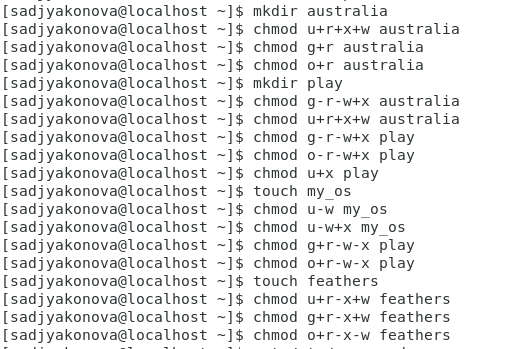 [sadjyakonova@localhost ~]$ mkdir australia
[sadjyakonova@localhost ~]$ chmod u+r+x+w australia
[sadjyakonova@localhost ~]$ chmod g+r australia
[sadjyakonova@localhost ~]$ chmod o+r australia
[sadjyakonova@localhost ~]$ mkdir play
[sadjyakonova@localhost ~]$ chmod g-r-w+x australia
[sadjyakonova@localhost ~]$ chmod u+r+x+w australia
[sadjyakonova@localhost ~]$ chmod g-r-w+x play
[sadjyakonova@localhost ~]$ chmod o-r-w+x play
[sadjyakonova@localhost ~]$ chmod u+x play
[sadjyakonova@localhost ~]$ touch my_os
[sadjyakonova@localhost ~]$ chmod u-w my_os
[sadjyakonova@localhost ~]$ chmod u-w+x my_os
[sadjyakonova@localhost ~]$ chmod g+r-w-x play
[sadjyakonova@localhost ~]$ chmod o+r-w-x play
[sadjyakonova@localhost ~]$ touch feathers
[sadjyakonova@localhost ~]$ chmod u+r-x+w feathers
[sadjyakonova@localhost ~]$ chmod g+r-x+w feathers
[sadjyakonova@localhost ~]$ chmod o+r-x-w feathers